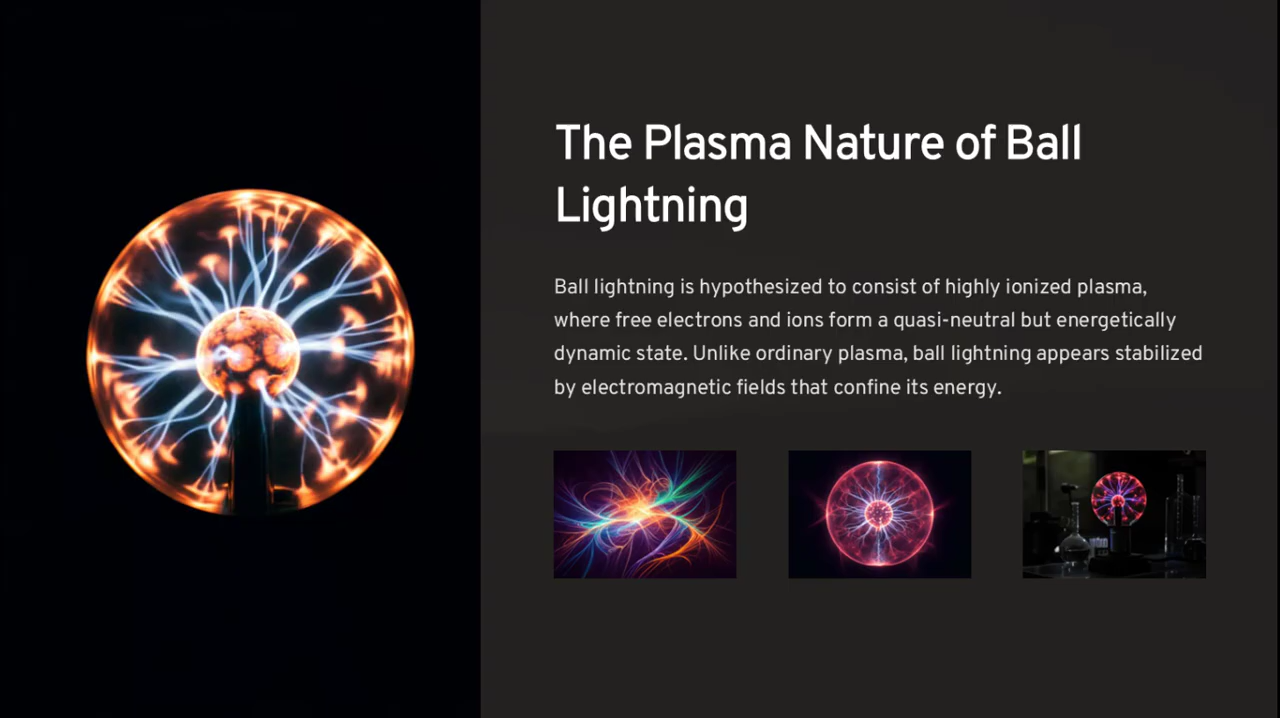 The Plasma Nature of Ball
Lightning
Ball lightning is hypothesized to consist of highly ionized plasma,
where free electrons and ions form a quasi-neutral but energetically
dynamic state. Unlike ordinary plasma, ball lightning appears stabilized
by electromagnetic fields that confine its energy.